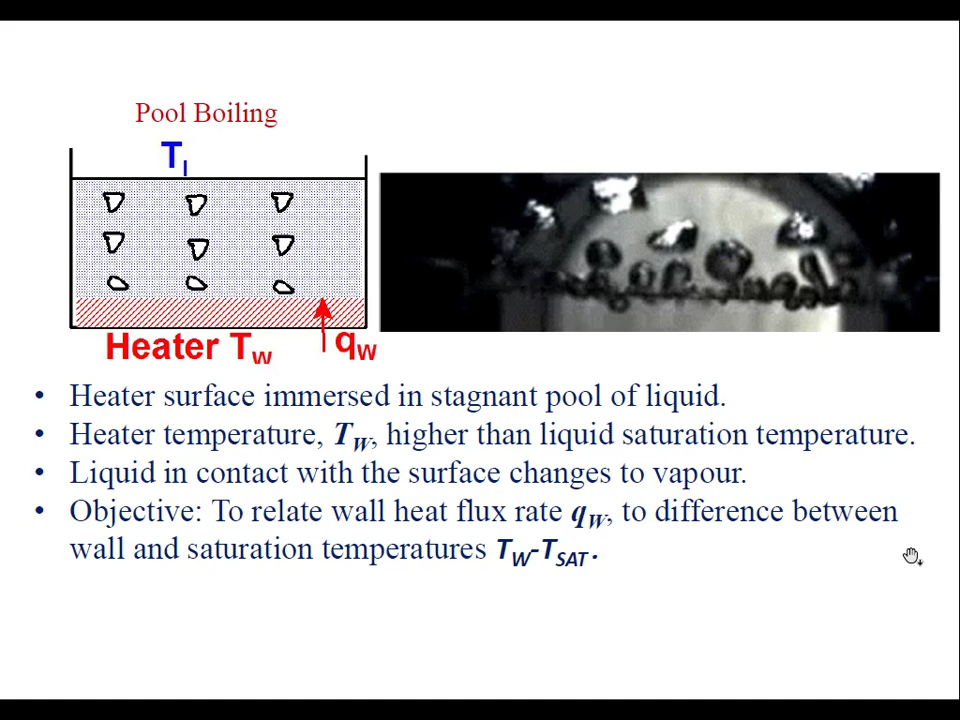 Pool Boiling
Tl
Heater Tw
qW
• Heater surface immersed in stagnant pool of liquid.
• Heater temperature, TW, higher than liquid saturation temperature.
• Liquid in contact with the surface changes to vapour.
• Objective: To relate wall heat flux rate qW, to difference between
wall and saturation temperatures TW-TSAT.